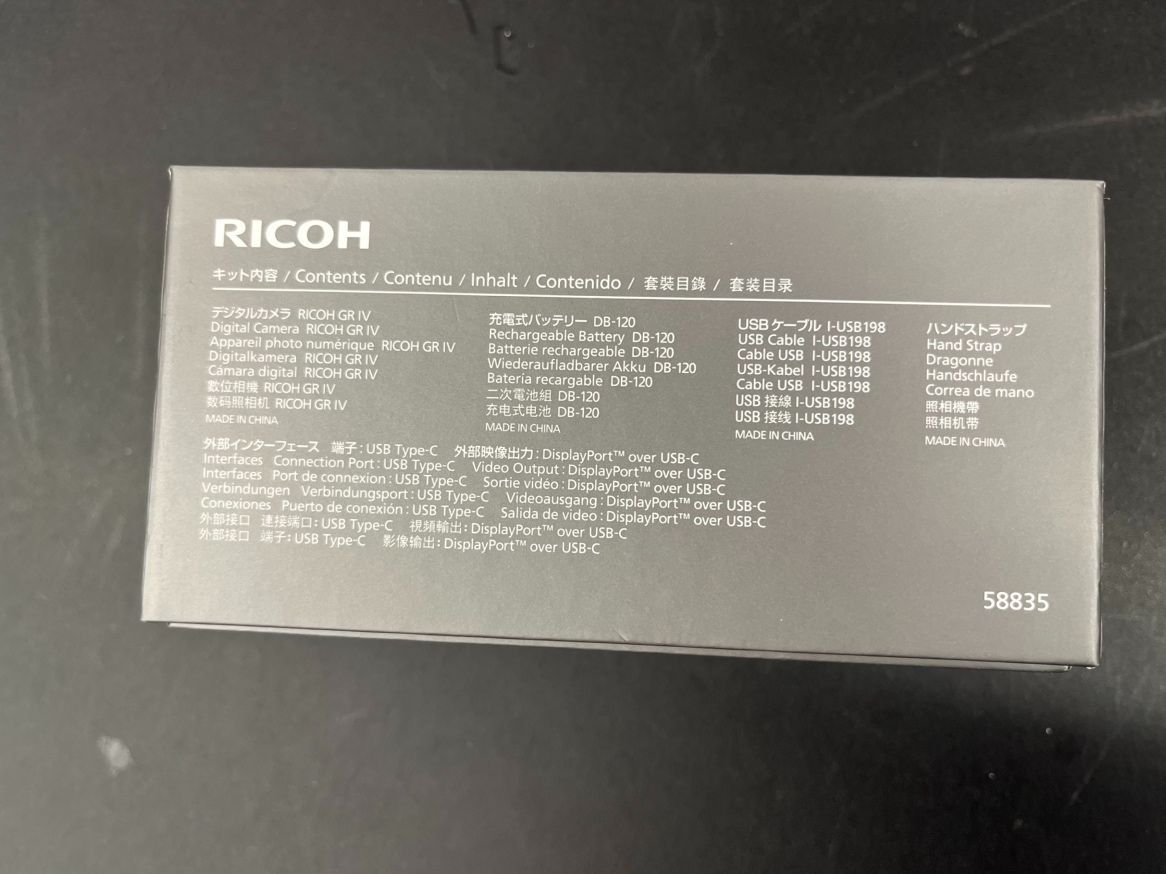 RICOH
キット内容 / Contents / Contenu / Inhalt / Contenido / 套裝目錄 / 套装目录
デジタルカメラ RICOH GR IV
Digital Camera RICOH GR IV
Appareil photo numérique RICOH GR IV
Digitalkamera RICOH GR IV
Cámara digital RICOH GR IV
數位相機 RICOH GR IV
数码照相机 RICOH GR IV
MADE IN CHINA
充電式バッテリー DB-120
Rechargeable Battery DB-120
Batterie rechargeable DB-120
Wiederaufladbarer Akku DB-120
Batería recargable DB-120
二次電池組 DB-120
充电式电池 DB-120
MADE IN CHINA
USB ケーブル I-USB198
USB Cable I-USB198
Cable USB I-USB198
USB-Kabel I-USB198
Cable USB I-USB198
USB 接線 I-USB198
USB 接线 I-USB198
MADE IN CHINA
ハンドストラップ
Hand Strap
Dragonne
Handschlaufe
Correa de mano
照相機帶
照相机带
MADE IN CHINA
外部インターフェース 端子: USB Type-C 外部映像出力: DisplayPort™ over USB-C
Interfaces Connection Port: USB Type-C Video Output: DisplayPort™ over USB-C
Interfaces Port de connexion: USB Type-C Sortie vidéo: DisplayPort™ over USB-C
Verbindungen Verbindungsport: USB Type-C Videoausgang: DisplayPort™ over USB-C
Conexiones Puerto de conexión: USB Type-C Salida de video: DisplayPort™ over USB-C
外部接口 連接端口: USB Type-C 視頻輸出: DisplayPort™ over USB-C
外部接口 端子: USB Type-C 影像输出: DisplayPort™ over USB-C
58835